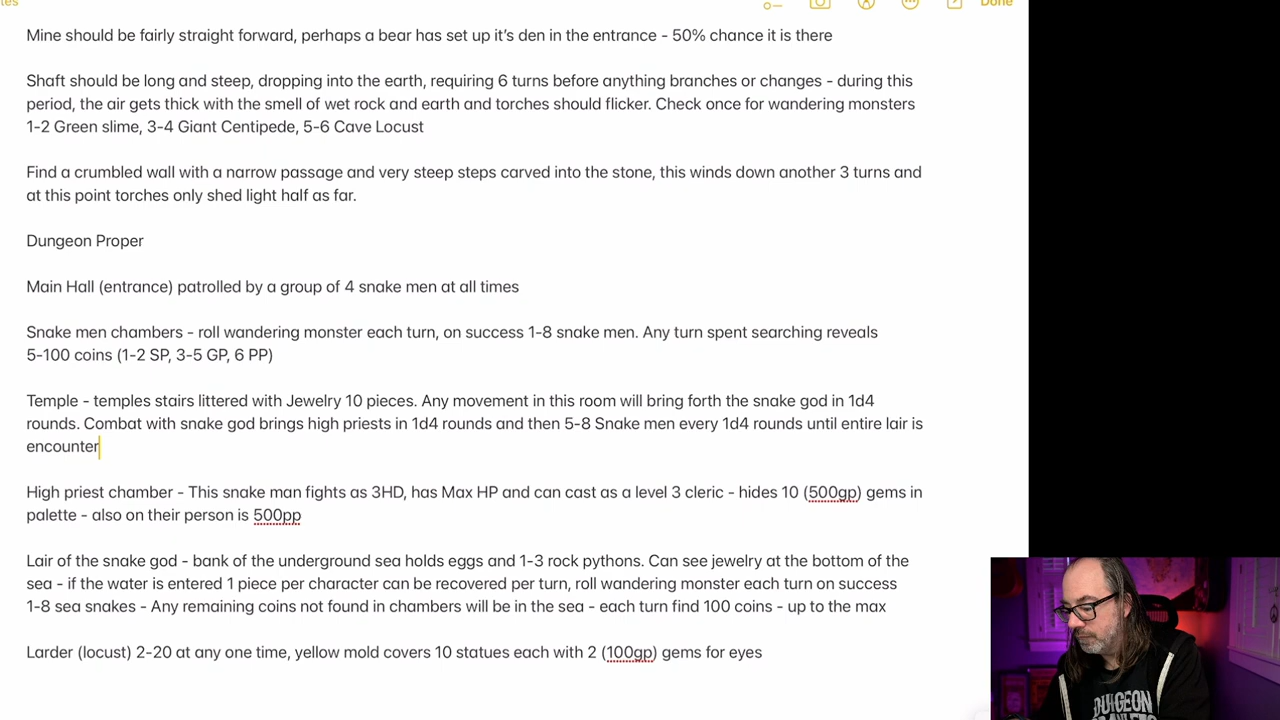 tes
Done
Mine should be fairly straight forward, perhaps a bear has set up it's den in the entrance - 50% chance it is there
Shaft should be long and steep, dropping into the earth, requiring 6 turns before anything branches or changes - during this
period, the air gets thick with the smell of wet rock and earth and torches should flicker. Check once for wandering monsters
1-2 Green slime, 3-4 Giant Centipede, 5-6 Cave Locust
Find a crumbled wall with a narrow passage and very steep steps carved into the stone, this winds down another 3 turns and
at this point torches only shed light half as far.
Dungeon Proper
Main Hall (entrance) patrolled by a group of 4 snake men at all times
Snake men chambers - roll wandering monster each turn, on success 1-8 snake men. Any turn spent searching reveals
5-100 coins (1-2 SP, 3-5 GP, 6 PP)
Temple - temples stairs littered with Jewelry 10 pieces. Any movement in this room will bring forth the snake god in 1d4
rounds. Combat with snake god brings high priests in 1d4 rounds and then 5-8 Snake men every 1d4 rounds until entire lair is
encounter
High priest chamber - This snake man fights as 3HD, has Max HP and can cast as a level 3 cleric - hides 10 (500gp) gems in
palette - also on their person is 500pp
Lair of the snake god - bank of the underground sea holds eggs and 1-3 rock pythons. Can see jewelry at the bottom of the
sea - if the water is entered 1 piece per character can be recovered per turn, roll wandering monster each turn on success
1-8 sea snakes - Any remaining coins not found in chambers will be in the sea - each turn find 100 coins - up to the max
Larder (locust) 2-20 at any one time, yellow mold covers 10 statues each with 2 (100gp) gems for eyes
DUNGEON